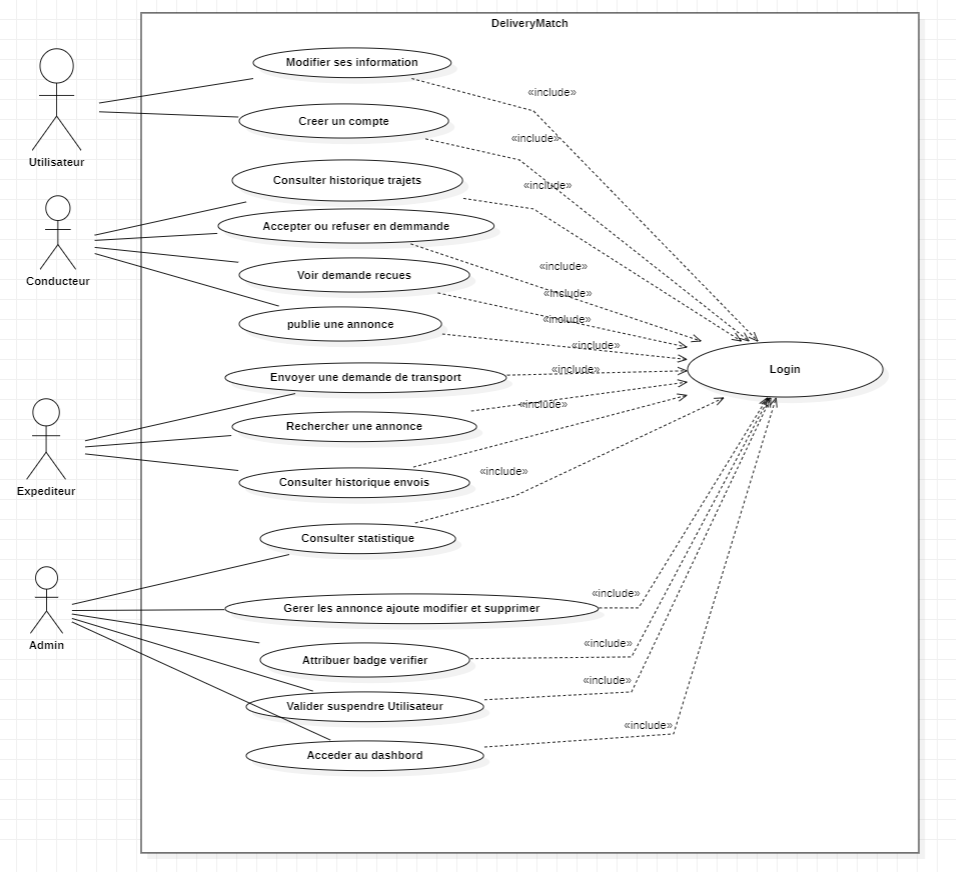 DeliveryMatch
Modifier ses information
«include»
Creer un compte
«include»
Utilisateur
Consulter historique trajets
«include»
Accepter ou refuser en demmande
Conducteur
Voir demande recues
«include»
«include»
publie une annonce
«include»
«include»
Login
Envoyer une demande de transport
«include»
Rechercher une annonce
«include»
Expediteur
Consulter historique envois
«include»
Consulter statistique
«include»
Gerer les annonce ajoute modifier et supprimer
Admin
«include»
Attribuer badge verifier
«include»
Valider suspendre Utilisateur
«include»
Acceder au dashbord